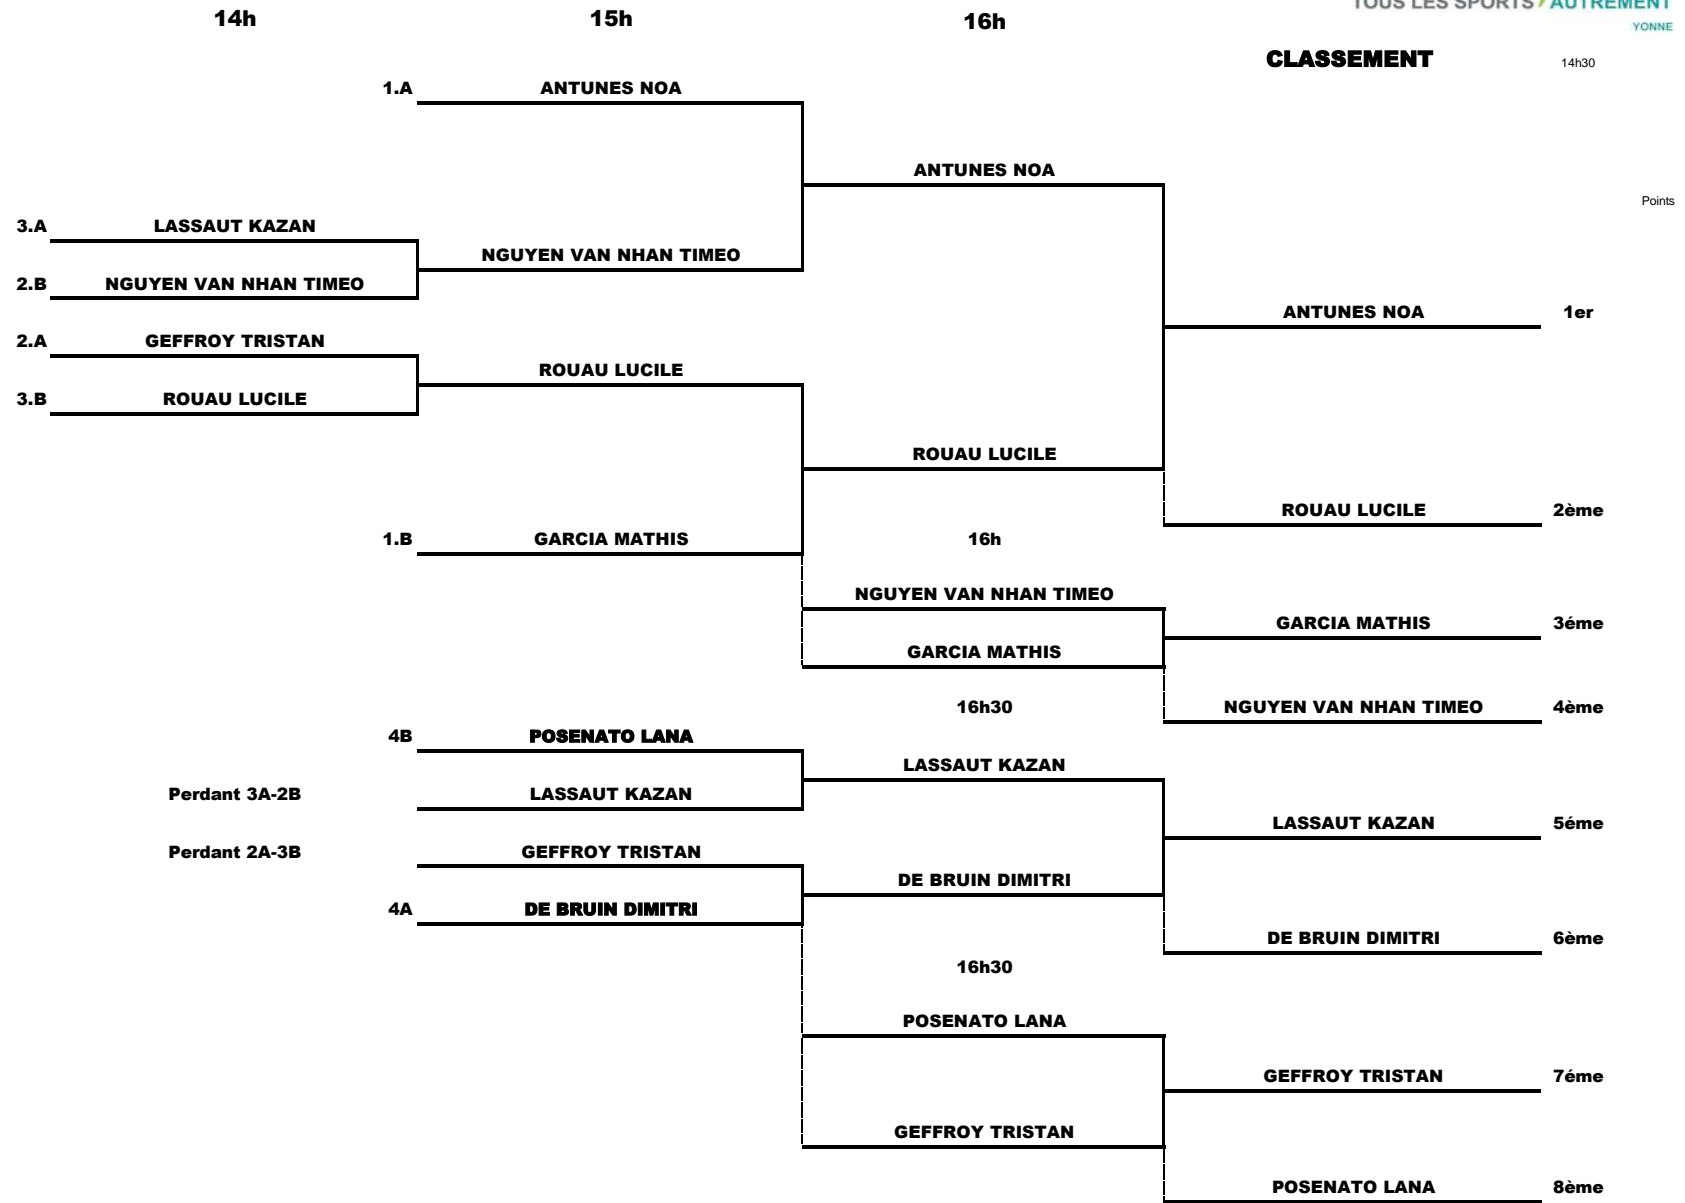 TOUS LES SPORTS/AUTREMENT
YONNE
14h 15h 16h
CLASSEMENT 14h30
1.A ANTUNES NOA
ANTUNES NOA
Points
3.A LASSAUT KAZAN
NGUYEN VAN NHAN TIMEO
2.B NGUYEN VAN NHAN TIMEO
ANTUNES NOA 1er
2.A GEFFROY TRISTAN
ROUAU LUCILE
3.B ROUAU LUCILE
ROUAU LUCILE
ROUAU LUCILE 2ème
1.B GARCIA MATHIS 16h
NGUYEN VAN NHAN TIMEO
GARCIA MATHIS 3éme
GARCIA MATHIS
16h30 NGUYEN VAN NHAN TIMEO 4ème
4B POSENATO LANA
LASSAUT KAZAN
Perdant 3A-2B LASSAUT KAZAN
LASSAUT KAZAN 5éme
Perdant 2A-3B GEFFROY TRISTAN
DE BRUIN DIMITRI
4A DE BRUIN DIMITRI
DE BRUIN DIMITRI 6ème
16h30
POSENATO LANA
GEFFROY TRISTAN 7éme
GEFFROY TRISTAN
POSENATO LANA 8ème